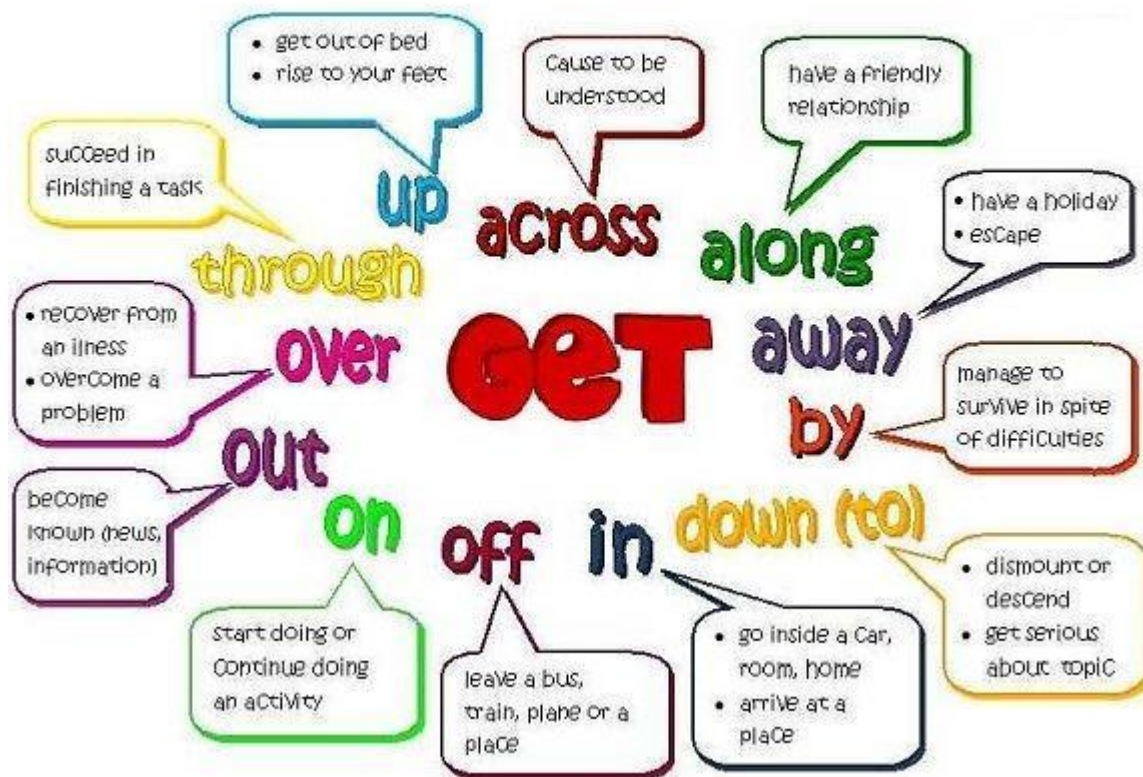 • get out of bed
• rise to your feet
up
Cause to be
understood
across
have a friendly
relationship
along
succeed in
finishing a task
through
• have a holiday
• escape
away
• recover from
an illness
• overcome a
problem
over
GeT
manage to
survive in spite
of difficulties
by
out
become
known (news,
information)
on
start doing or
Continue doing
an activity
off
leave a bus,
train, plane or a
place
in
• go inside a Car,
room, home
• arrive at a
place
down (to)
• dismount or
descend
• get serious
about topic